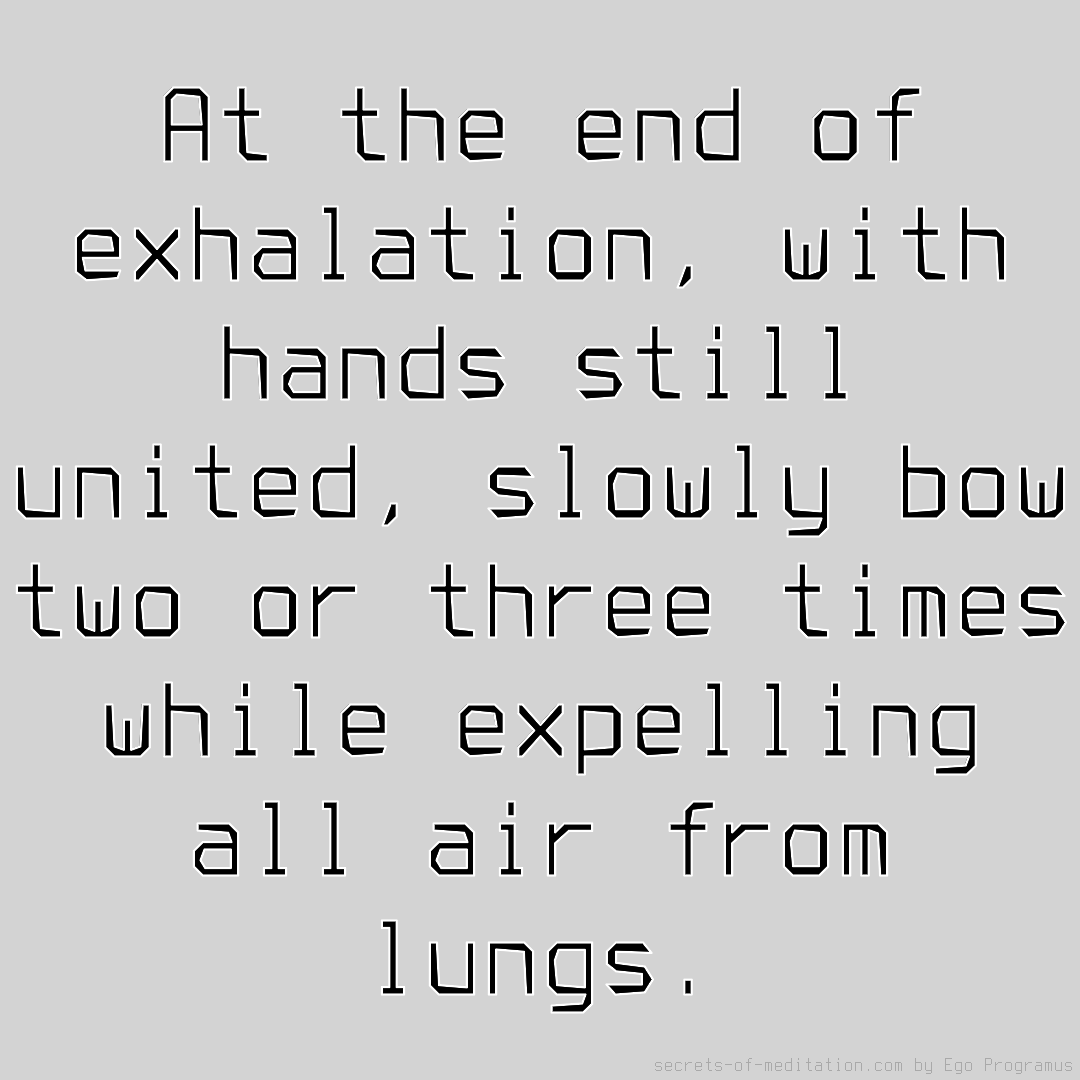 At the end of
exhalation, with
hands still
united, slowly bow
two or three times
while expelling
all air from
lungs.
secrets-of-meditation.com by Ego Programus